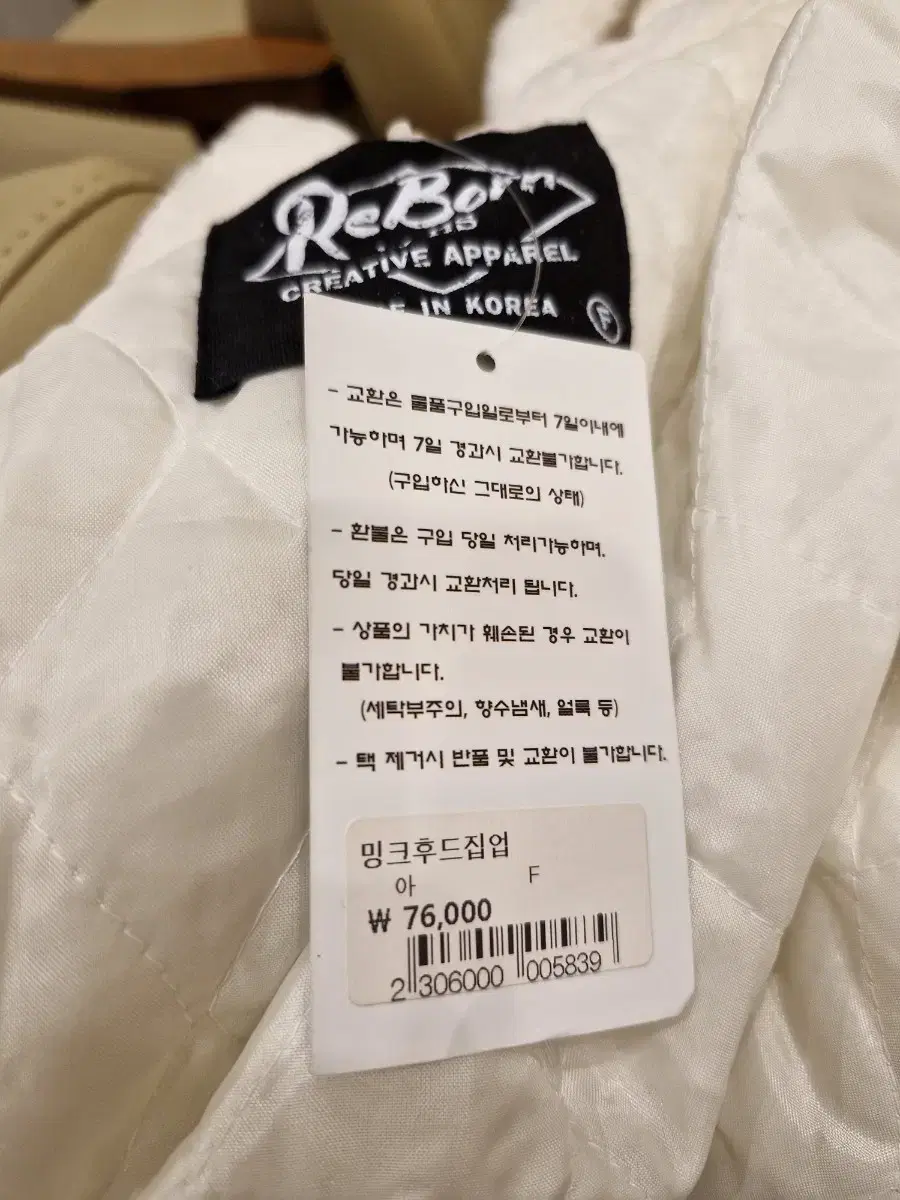 ReBorn
CREATIVE APPAREL
E IN KOREA
F
- 교환은 물품구입일로부터 7일이내에
가능하며 7일 경과시 교환불가합니다.
(구입하신 그대로의 상태)
- 환불은 구입 당일 처리가능하며,
당일 경과시 교환처리 됩니다.
- 상품의 가치가 훼손된 경우 교환이
불가합니다.
(세탁부주의, 향수냄새, 얼룩 등)
- 택 제거시 반품 및 교환이 불가합니다.
밍크후드집업
아 F
₩ 76,000
2 306000 005839